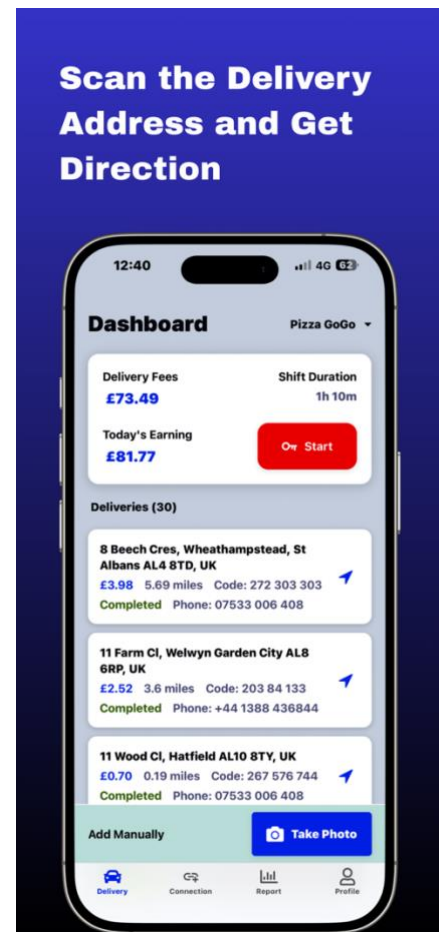 Scan the Delivery
Address and Get
Direction
12:40
4G 62
Dashboard
Pizza GoGo
Delivery Fees
Shift Duration
£73.49
1h 10m
Today's Earning
£81.77
Start
Deliveries (30)
8 Beech Cres, Wheathampstead, St
Albans AL4 8TD, UK
£3.98 5.69 miles Code: 272 303 303
Completed Phone: 07533 006 408
11 Farm Cl, Welwyn Garden City AL8
6RP, UK
£2.52 3.6 miles Code: 203 84 133
Completed Phone: +44 1388 436844
11 Wood Cl, Hatfield AL10 8TY, UK
£0.70 0.19 miles Code: 267 576 744
Completed Phone: 07533 006 408
Add Manually
Take Photo
Delivery
Connection
Report
Profile